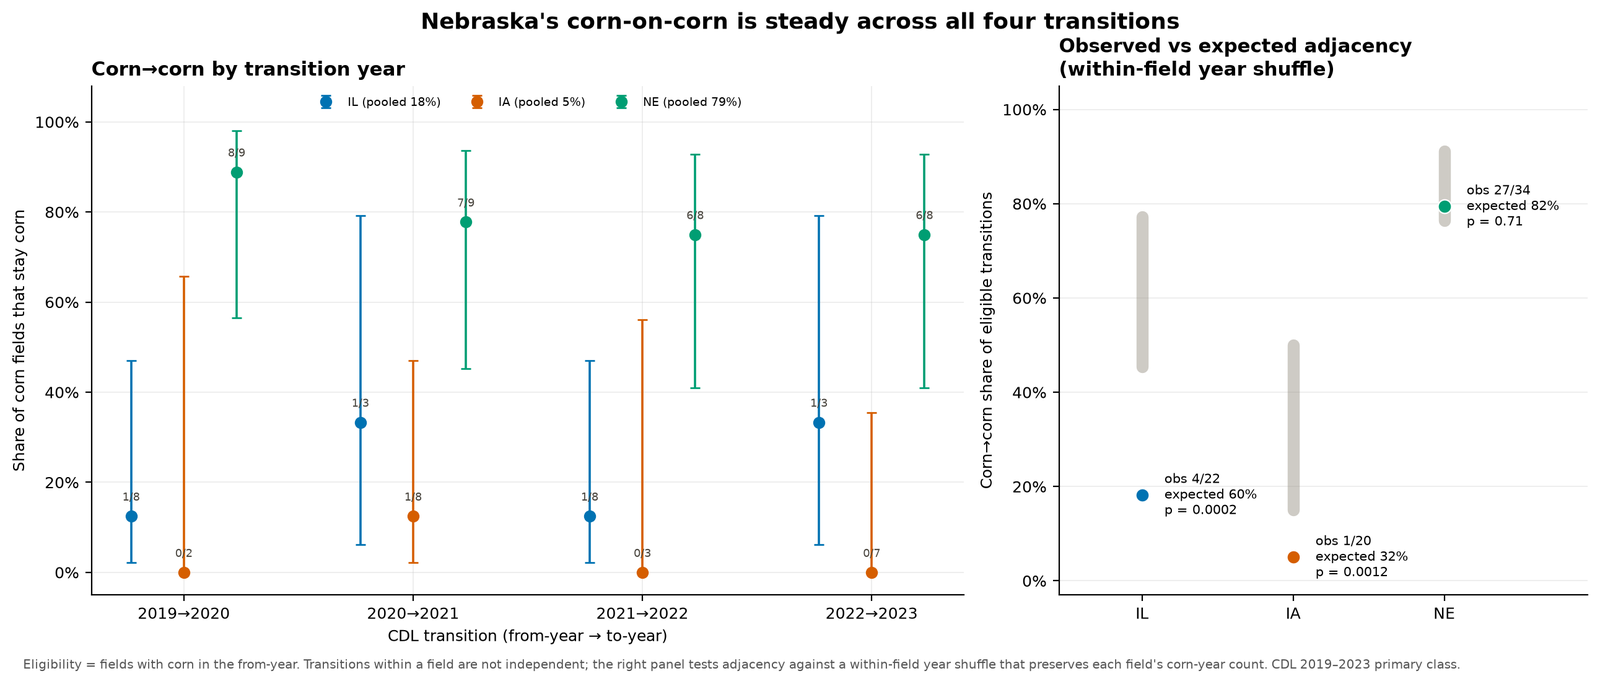 Nebraska's corn-on-corn is steady across all four transitions
Corn→corn by transition year
IL (pooled 18%)
IA (pooled 5%)
NE (pooled 79%)
Share of corn fields that stay corn
100%
80%
60%
40%
20%
0%
1/8
0/2
8/9
1/3
1/8
7/9
1/8
0/3
6/8
1/3
0/7
6/8
2019→2020
2020→2021
2021→2022
2022→2023
CDL transition (from-year → to-year)
Observed vs expected adjacency
(within-field year shuffle)
Corn→corn share of eligible transitions
100%
80%
60%
40%
20%
0%
obs 4/22
expected 60%
p = 0.0002
obs 1/20
expected 32%
p = 0.0012
obs 27/34
expected 82%
p = 0.71
IL
IA
NE
Eligibility = fields with corn in the from-year. Transitions within a field are not independent; the right panel tests adjacency against a within-field year shuffle that preserves each field's corn-year count. CDL 2019–2023 primary class.